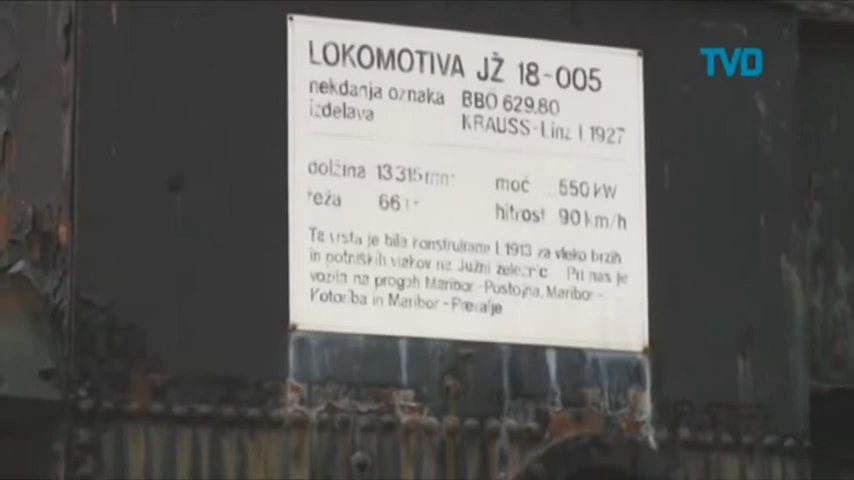 TVD
LOKOMOTIVA JŽ 18-005
nekdanja oznaka BBÖ 629.80
izdelava KRAUSS-Linz l. 1927
dolžina 13315 mm moč 550 kW
teža 66 t hitrost 90 km/h
Ta vrsta je bila konstruirana l. 1913 za vleko brzih
in potniških vlakov na Južni železnici Pri nas je
vozila na progah Maribor-Postojna, Maribor-
Kotoriba in Maribor-Prevalje